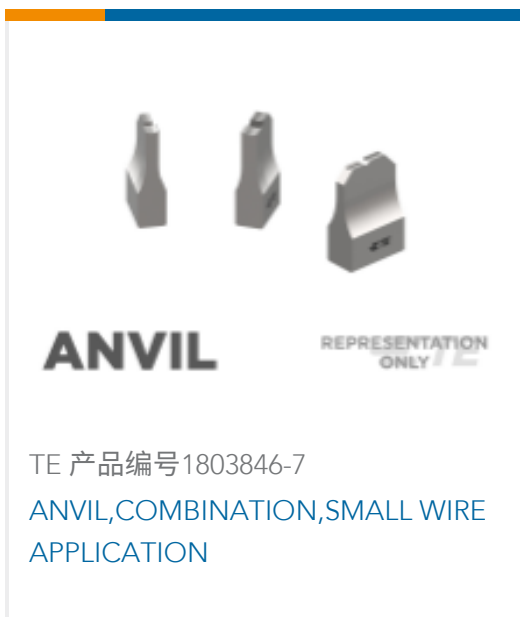 ANVIL
REPRESENTATION
ONLY
TE
TE 产品编号1803846-7
ANVIL,COMBINATION,SMALL WIRE
APPLICATION